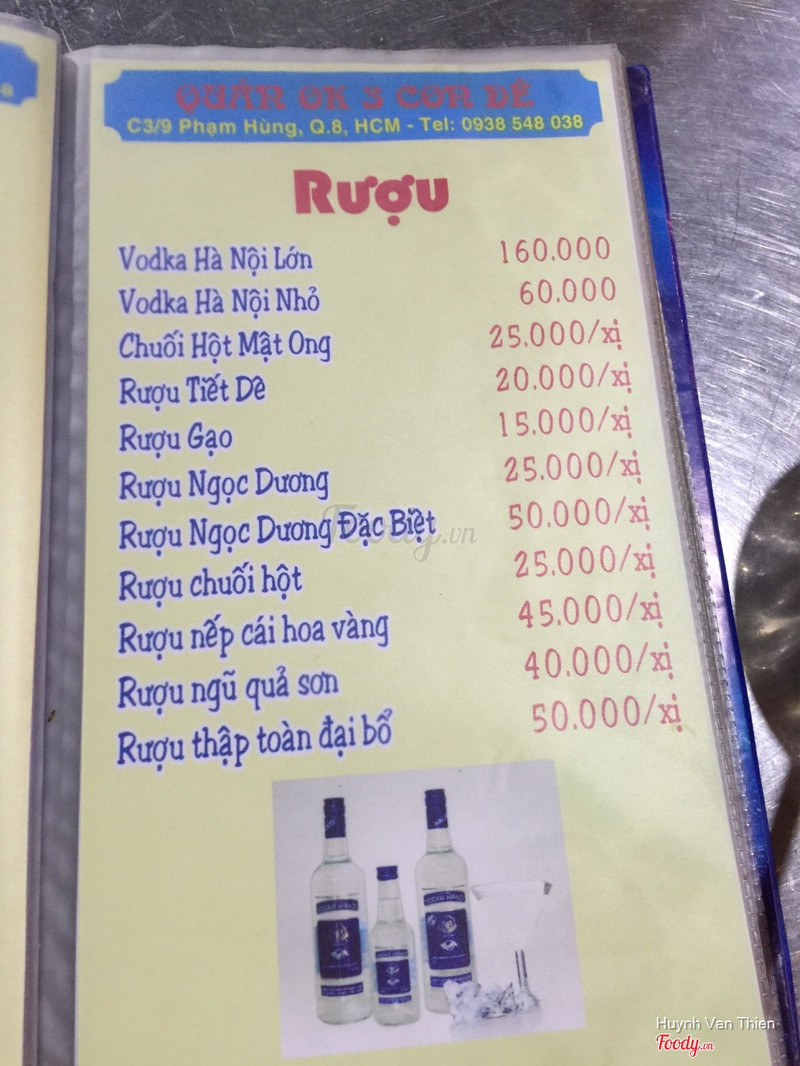 QUÁN OK 3 CON DÊ
C3/9 Phạm Hùng, Q.8, HCM - Tel: 0938 548 038
Rượu
Vodka Hà Nội Lớn 160.000
Vodka Hà Nội Nhỏ 60.000
Chuối Hột Mật Ong 25.000/xị
Rượu Tiết Dê 20.000/xị
Rượu Gạo 15.000/xị
Rượu Ngọc Dương 25.000/xị
Rượu Ngọc Dương Đặc Biệt 50.000/xị
Rượu chuối hột 25.000/xị
Rượu nếp cái hoa vàng 45.000/xị
Rượu ngũ quả sơn 40.000/xị
Rượu thập toàn đại bổ 50.000/xị
Foody.vn
VODKA HANOI
Huynh Van Thien
Foody.vn